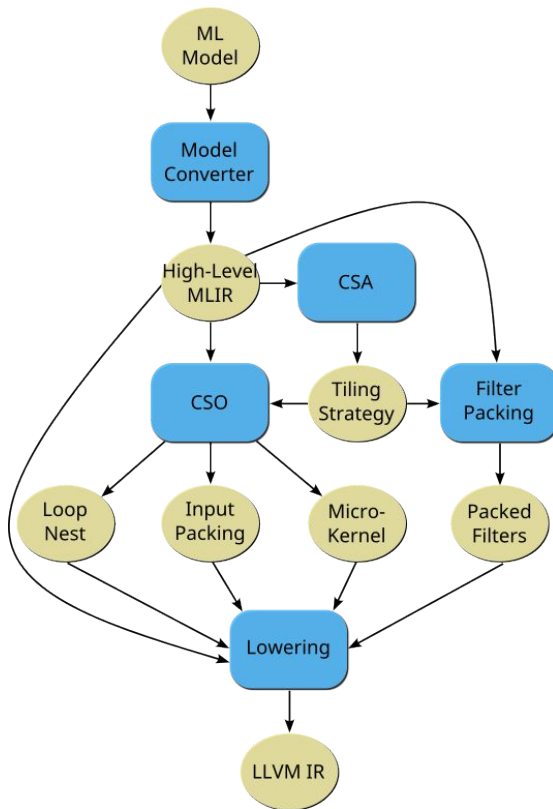 ML
Model
Model
Converter
High-Level
MLIR
CSA
CSO
Tiling
Strategy
Filter
Packing
Loop
Nest
Input
Packing
Micro-
Kernel
Packed
Filters
Lowering
LLVM IR